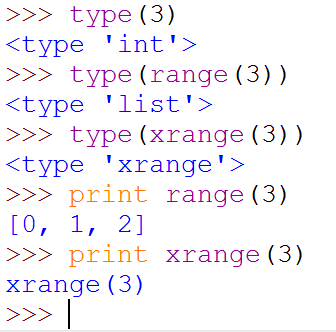 >>> type(3)
<type 'int'>
>>> type(range(3))
<type 'list'>
>>> type(xrange(3))
<type 'xrange'>
>>> print range(3)
[0, 1, 2]
>>> print xrange(3)
xrange(3)
>>>